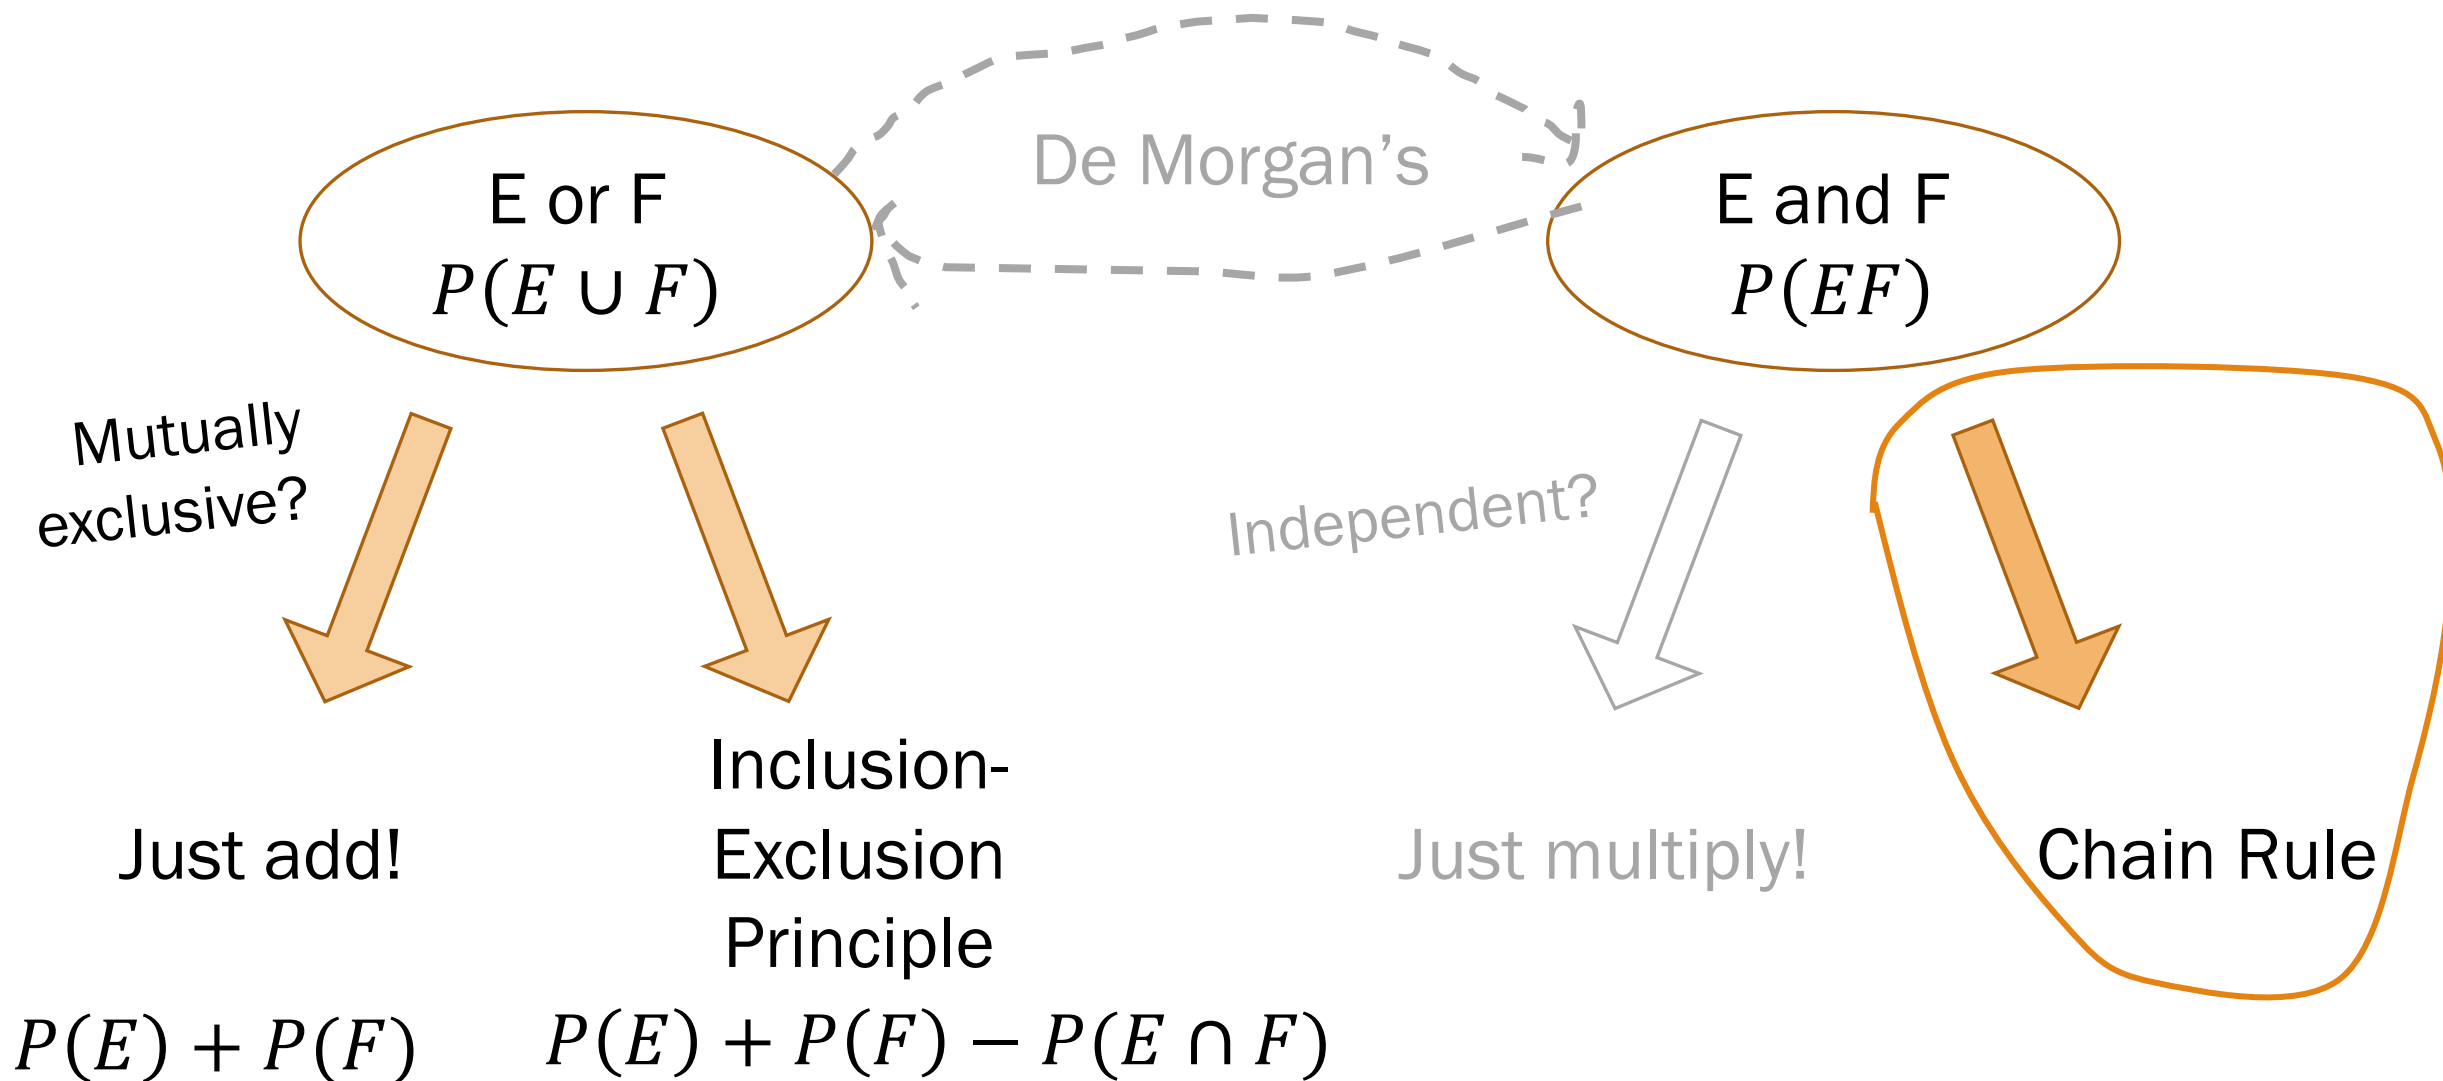 De Morgan’s
E or F
P(E ∪ F)
E and F
P(EF)
Mutually
exclusive?
Independent?
Just add!
Inclusion-
Exclusion
Principle
Just multiply!
Chain Rule
P(E) + P(F)
P(E) + P(F) − P(E ∩ F)